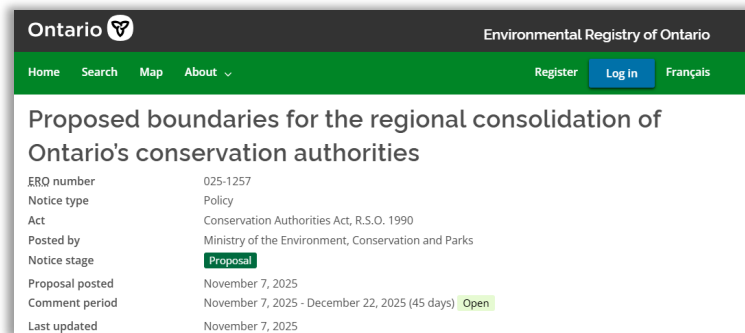 Ontario
Environmental Registry of Ontario
Home Search Map About Register Log in Français
Proposed boundaries for the regional consolidation of
Ontario's conservation authorities
ERO number 025-1257
Notice type Policy
Act Conservation Authorities Act, R.S.O. 1990
Posted by Ministry of the Environment, Conservation and Parks
Notice stage Proposal
Proposal posted November 7, 2025
Comment period November 7, 2025 - December 22, 2025 (45 days) Open
Last updated November 7, 2025